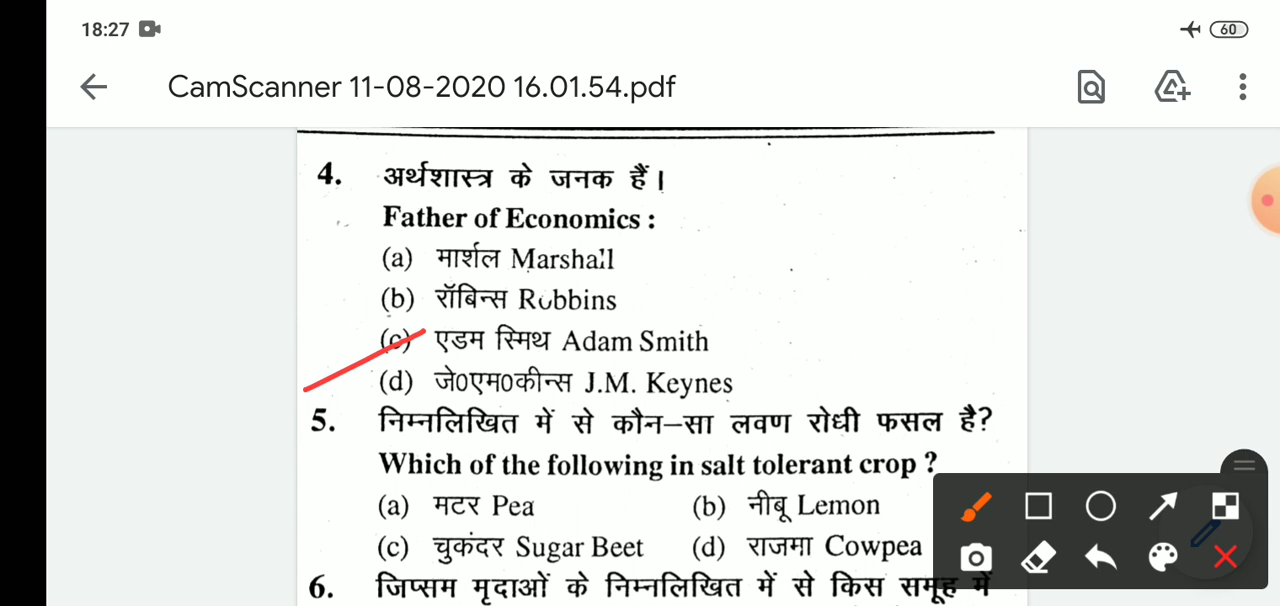 18:27
60
CamScanner 11-08-2020 16.01.54.pdf
4. अर्थशास्त्र के जनक हैं।
Father of Economics :
(a) मार्शल Marshall
(b) रॉबिन्स Robbins
(c) एडम स्मिथ Adam Smith
(d) जे०एम०कीन्स J.M. Keynes
5. निम्नलिखित में से कौन–सा लवण रोधी फसल है?
Which of the following in salt tolerant crop ?
(a) मटर Pea (b) नीबू Lemon
(c) चुकंदर Sugar Beet (d) राजमा Cowpea
6. जिप्सम मृदाओं के निम्नलिखित में से किस समूह में